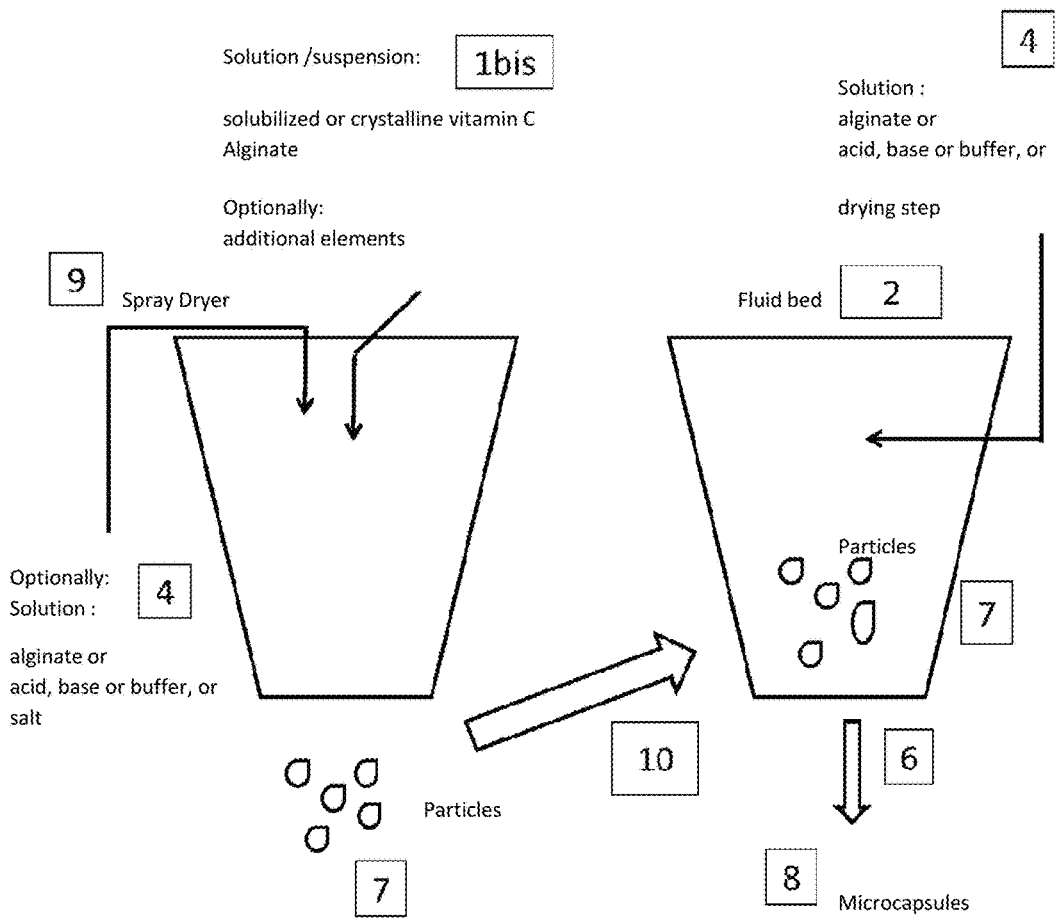 Solution /suspension:
1bis
solubilized or crystalline vitamin C
Alginate
Optionally:
additional elements
4
Solution :
alginate or
acid, base or buffer, or
drying step
9
Spray Dryer
Fluid bed
2
Optionally:
Solution :
4
alginate or
acid, base or buffer, or
salt
Particles
7
10
6
Particles
7
8
Microcapsules